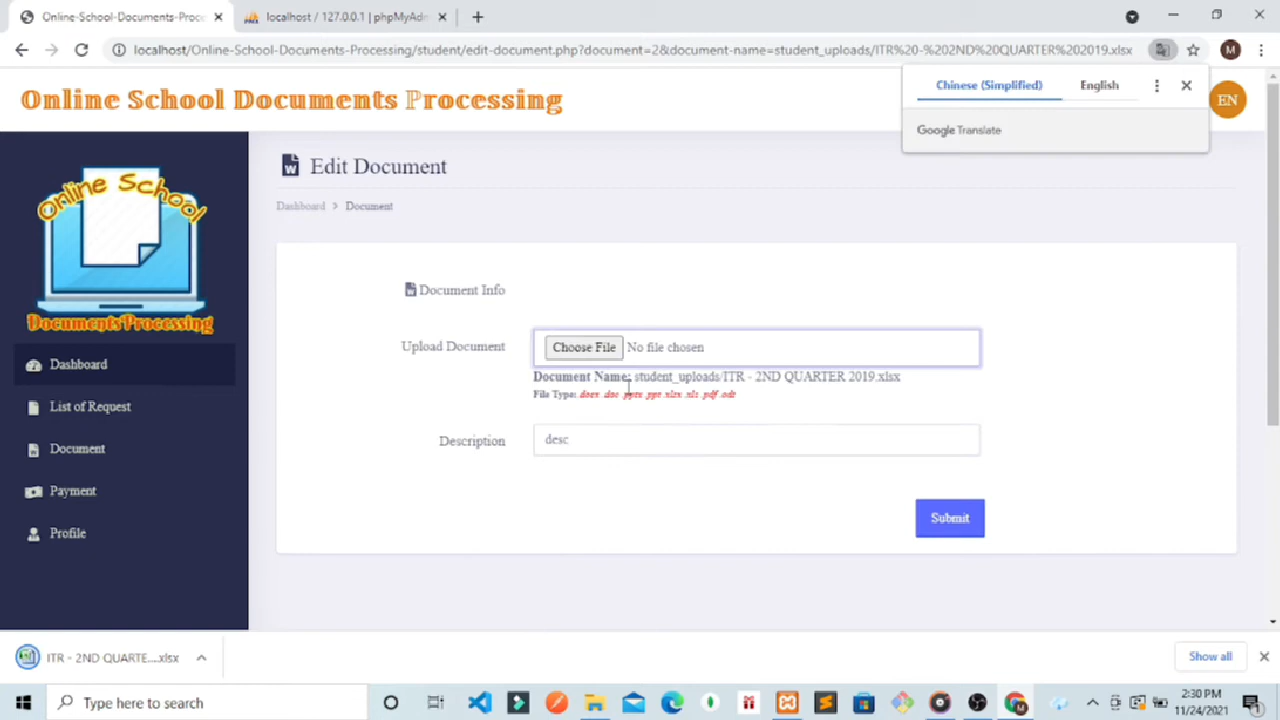 Online-School-Documents-Proce
localhost / 127.0.0.1 | phpMyAdm
localhost/Online-School-Documents-Processing/student/edit-document.php?document=2&document-name=student_uploads/ITR%20-%202ND%20QUARTER%202019.xlsx
M
Online School Documents Processing
Chinese (Simplified)
English
EN
Google Translate
Online School
Documents Processing
Edit Document
Dashboard > Document
Document Info
Upload Document
Choose File No file chosen
Document Name: student_uploads/ITR - 2ND QUARTER 2019.xlsx
File Type: docx doc pptx ppt xlsx xls pdf odt
Description
desc
Submit
Dashboard
List of Request
Document
Payment
Profile
ITR - 2ND QUARTE....xlsx
Show all
Type here to search
2:30 PM
11/24/2021